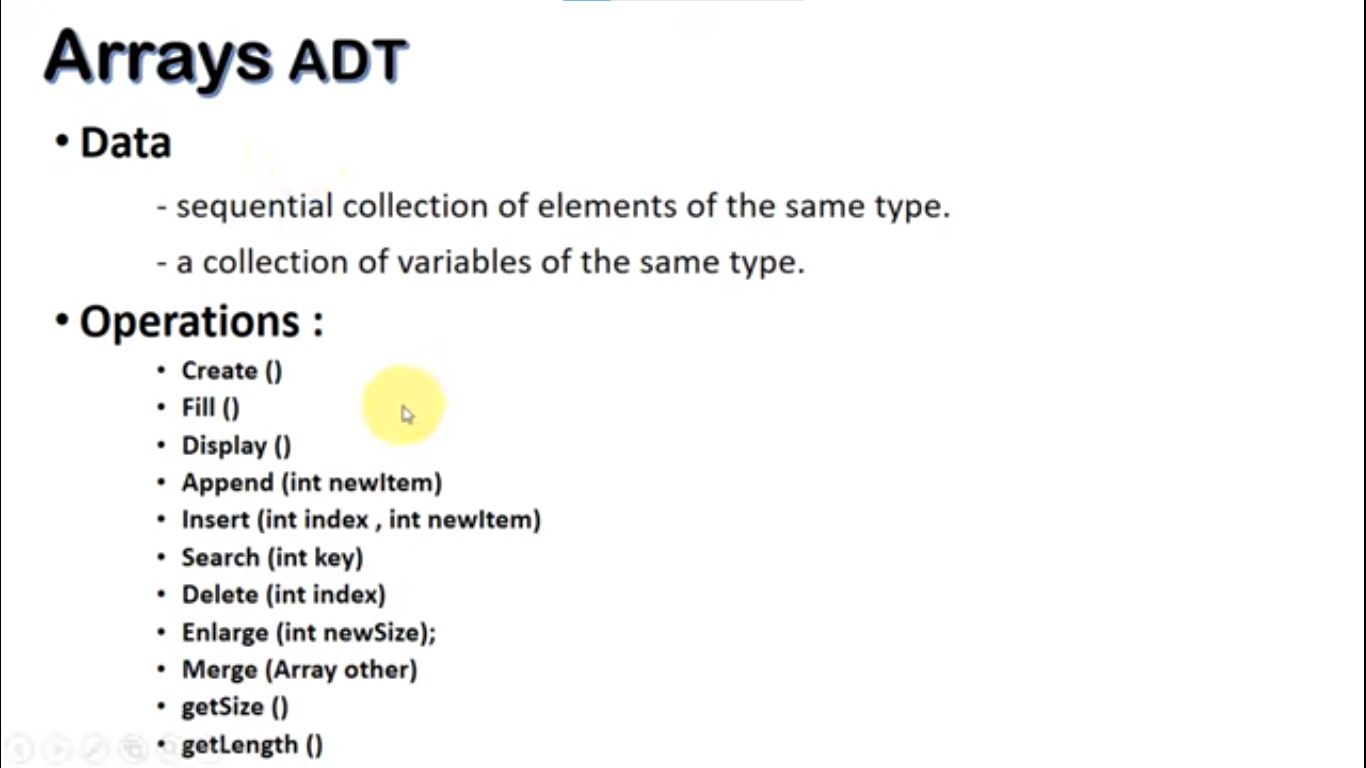 Arrays ADT
• Data
- sequential collection of elements of the same type.
- a collection of variables of the same type.
• Operations :
• Create ()
• Fill ()
• Display ()
• Append (int newItem)
• Insert (int index , int newItem)
• Search (int key)
• Delete (int index)
• Enlarge (int newSize);
• Merge (Array other)
• getSize ()
• getLength ()